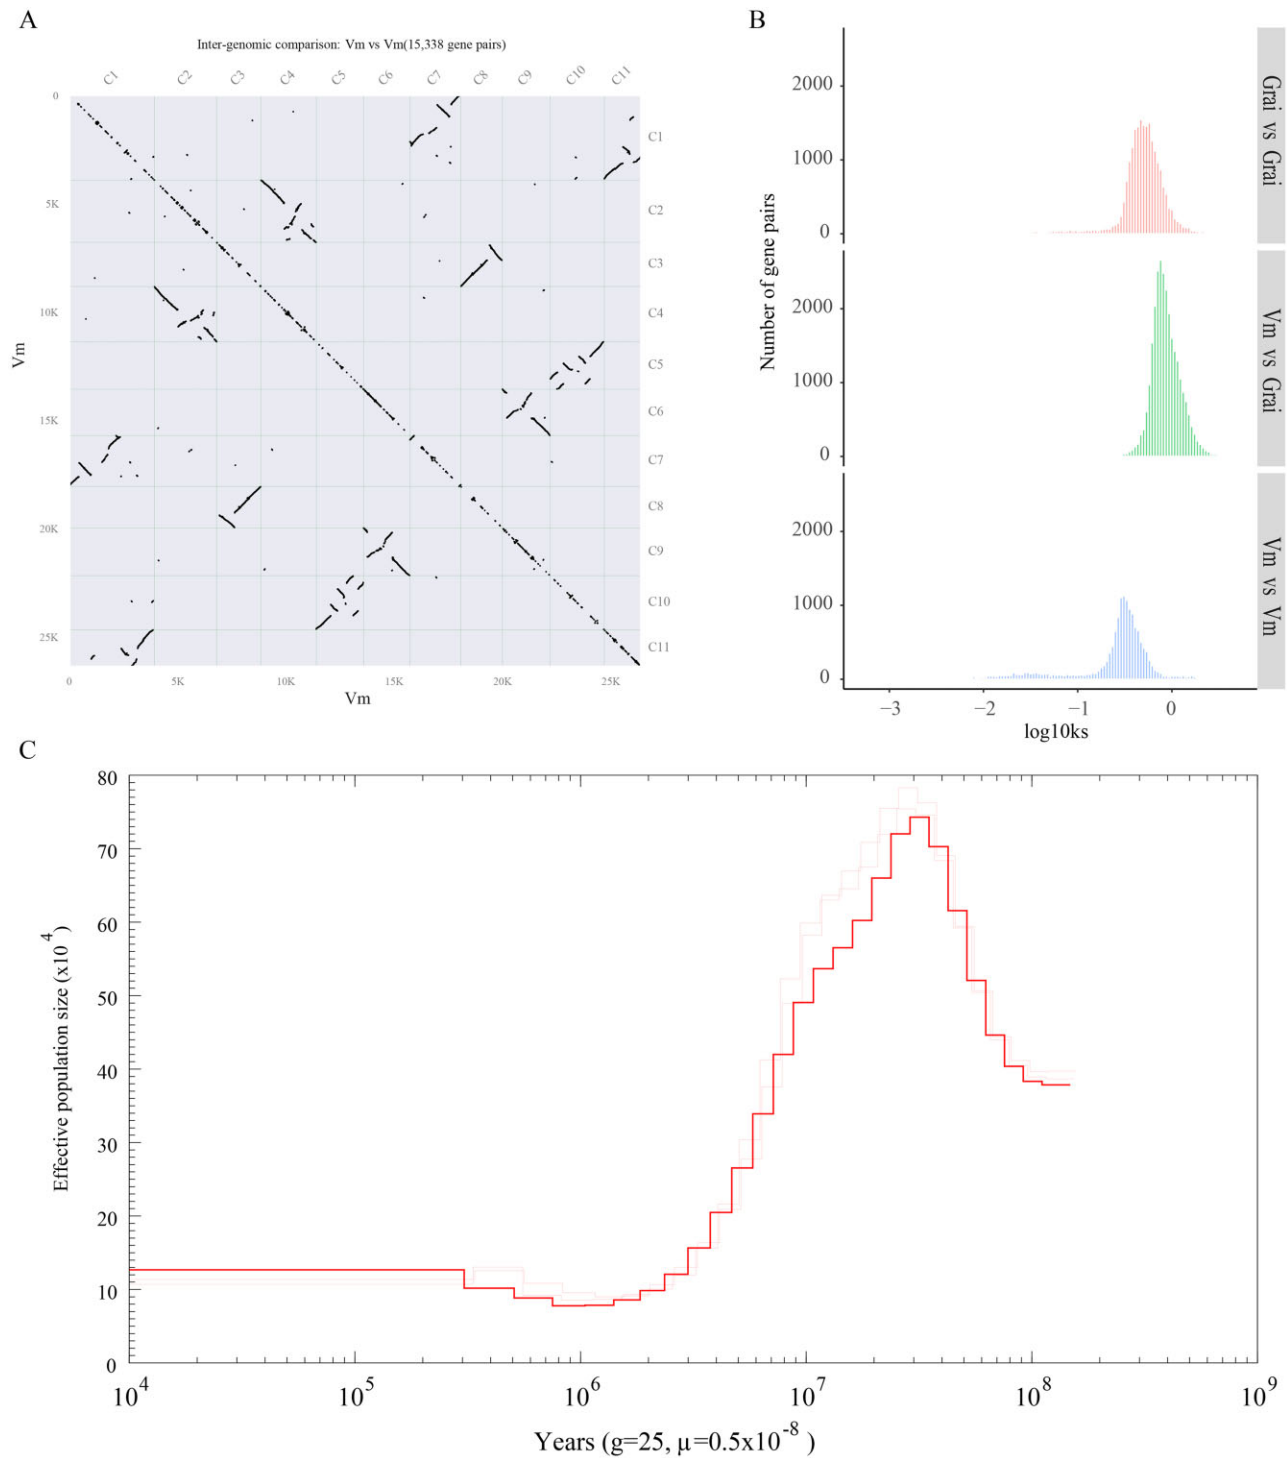 A
Inter-genomic comparison: Vm vs Vm(15,338 gene pairs)
C1 C2 C3 C4 C5 C6 C7 C8 C9 C10 C11
0
5K
10K
15K
20K
25K
Vm
C1
C2
C3
C4
C5
C6
C7
C8
C9
C10
C11
0 5K 10K 15K 20K 25K
Vm
B
Number of gene pairs
2000
1000
0
Grai vs Grai
2000
1000
0
Vm vs Grai
2000
1000
0
Vm vs Vm
−3 −2 −1 0
log10ks
C
Effective population size (x10^4)
80
70
60
50
40
30
20
10
0
10^4 10^5 10^6 10^7 10^8 10^9
Years (g=25, μ=0.5x10^-8)